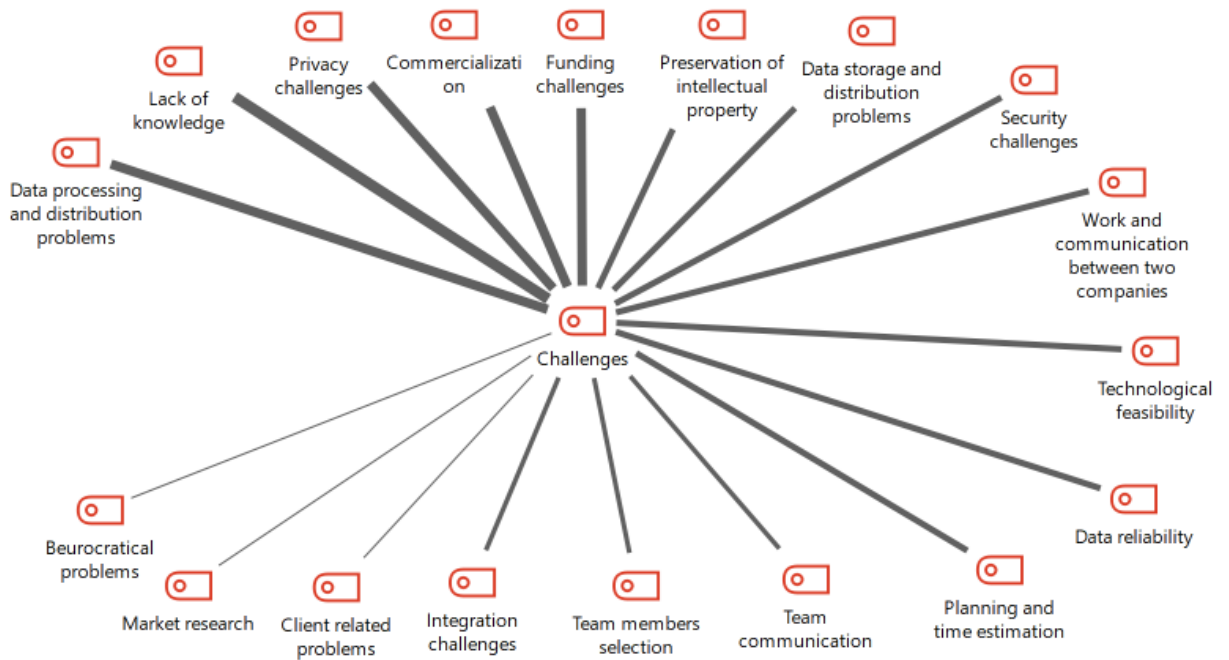 Privacy
challenges
Commercializati
on
Funding
challenges
Preservation of
intellectual
property
Data storage and
distribution
problems
Lack of
knowledge
Security
challenges
Data processing
and distribution
problems
Work and
communication
between two
companies
Challenges
Technological
feasibility
Data reliability
Beurocratical
problems
Market research
Client related
problems
Integration
challenges
Team members
selection
Team
communication
Planning and
time estimation